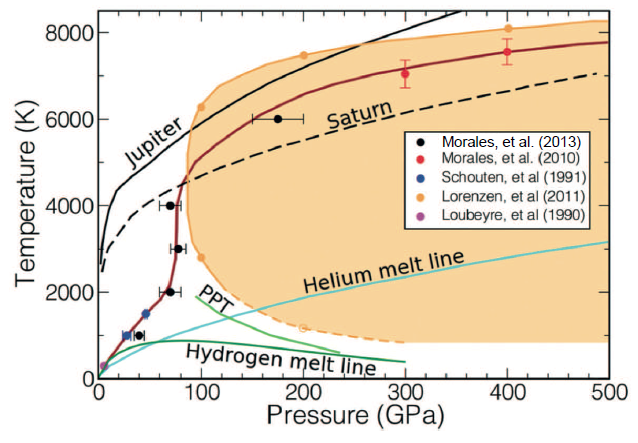 8000
6000
4000
2000
0
0
100
200
300
400
500
Temperature (K)
Pressure (GPa)
Jupiter
Saturn
Morales, et al. (2013)
Morales, et al. (2010)
Schouten, et al (1991)
Lorenzen, et al (2011)
Loubeyre, et al (1990)
Helium melt line
PPT
Hydrogen melt line